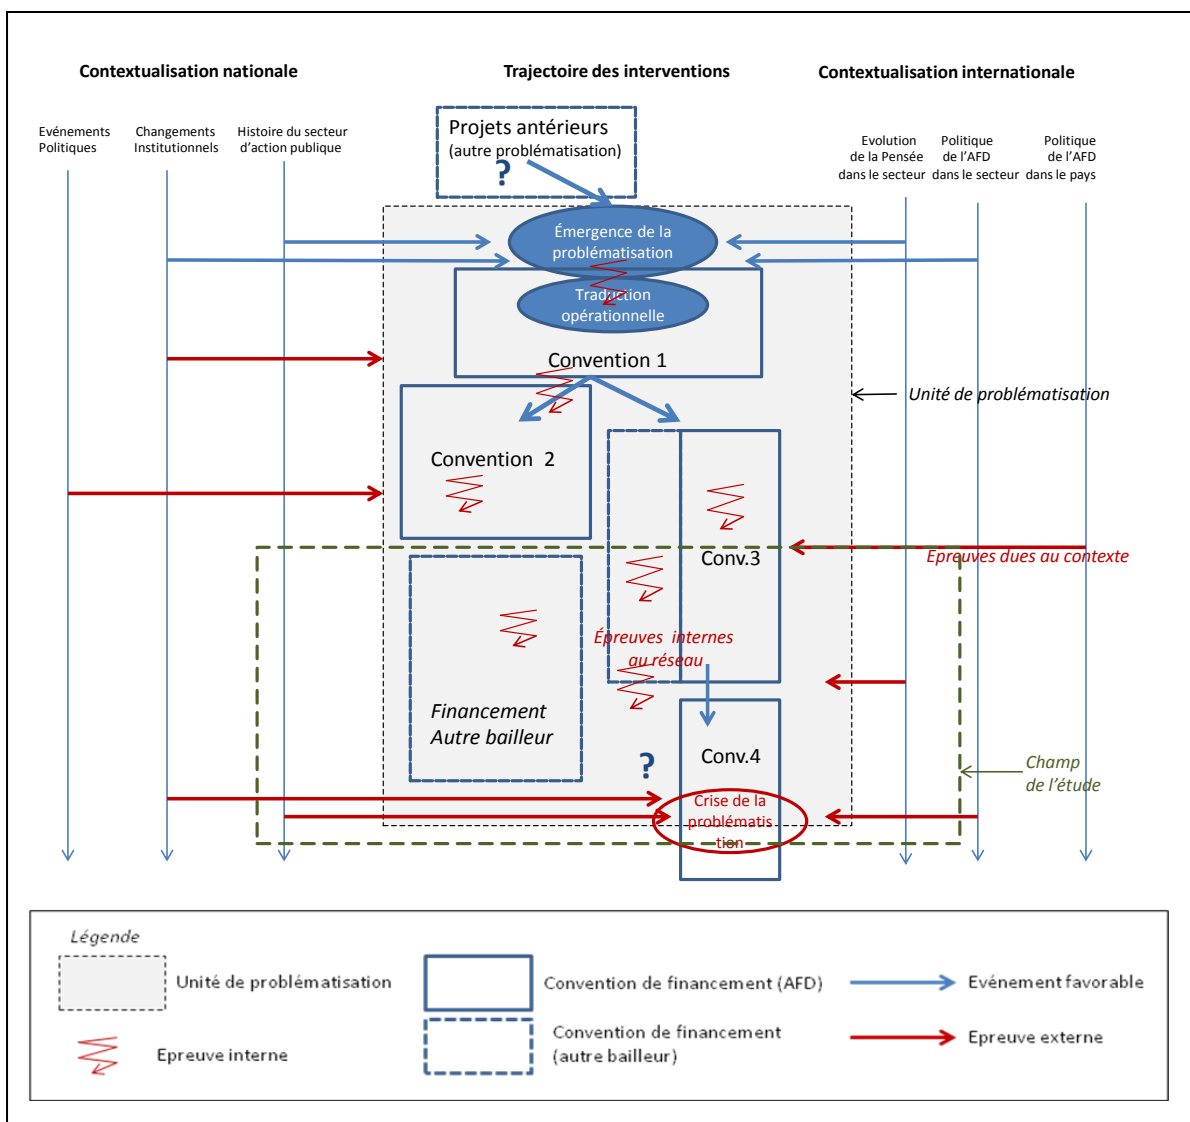 Contextualisation nationale
Trajectoire des interventions
Contextualisation internationale
Evénements
Politiques
Changements
Institutionnels
Histoire du secteur
d’action publique
Projets antérieurs
(autre problématisation)
?
Evolution
de la Pensée
dans le secteur
Politique
de l’AFD
dans le secteur
Politique
de l’AFD
dans le pays
Émergence de la
problématisation
Traduction
opérationnelle
Convention 1
Unité de problématisation
Convention 2
Conv.3
Epreuves dues au contexte
Épreuves internes
au réseau
Financement
Autre bailleur
?
Conv.4
Champ
de l’étude
Crise de la
problématis
tion
Légende
Unité de problématisation
Convention de financement (AFD)
Evénement favorable
Epreuve interne
Convention de financement
(autre bailleur)
Epreuve externe